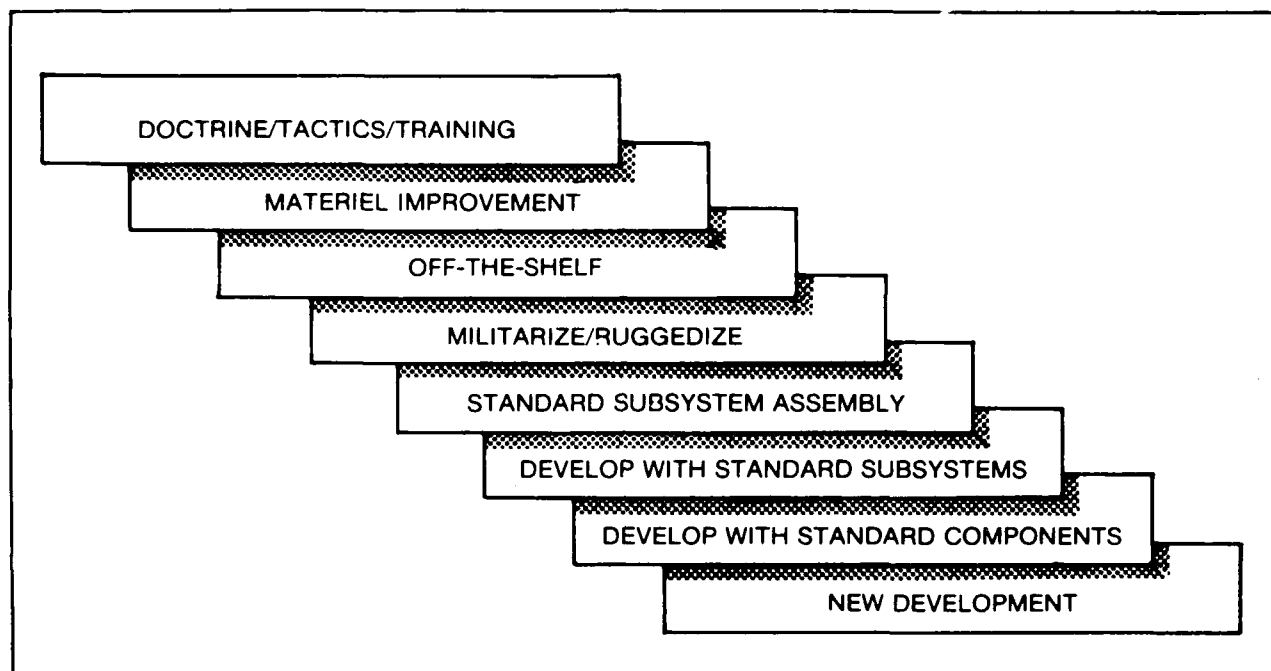 DOCTRINE/TACTICS/TRAINING
MATERIEL IMPROVEMENT
OFF-THE-SHELF
MILITARIZE/RUGGEDIZE
STANDARD SUBSYSTEM ASSEMBLY
DEVELOP WITH STANDARD SUBSYSTEMS
DEVELOP WITH STANDARD COMPONENTS
NEW DEVELOPMENT